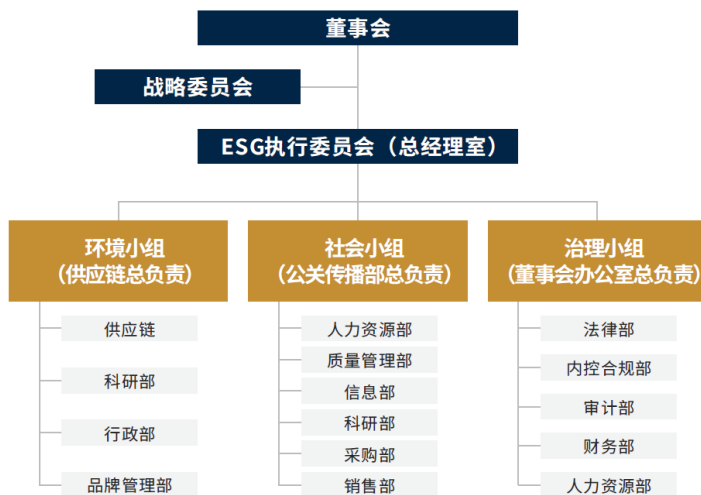 董事会
战略委员会
ESG执行委员会（总经理室）
环境小组
（供应链总负责）
供应链
科研部
行政部
品牌管理部
社会小组
（公关传播部总负责）
人力资源部
质量管理部
信息部
科研部
采购部
销售部
治理小组
（董事会办公室总负责）
法律部
内控合规部
审计部
财务部
人力资源部